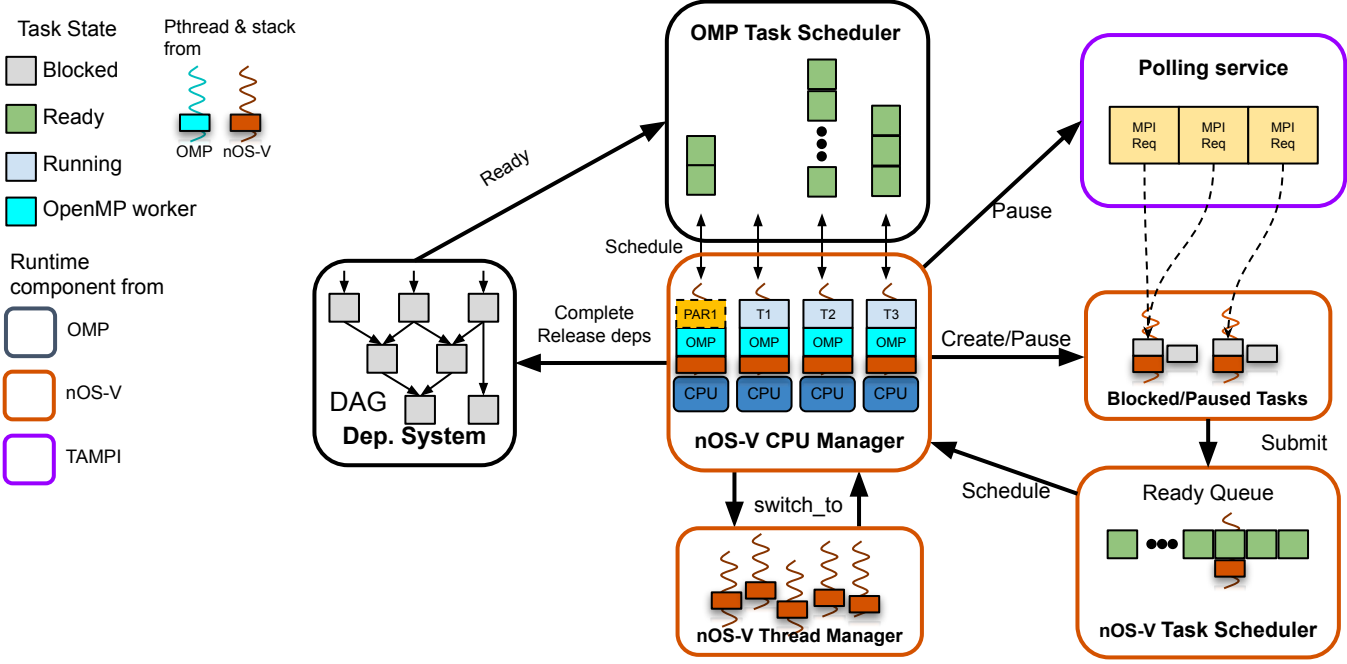 Task State
Blocked
Ready
Running
OpenMP worker
Pthread & stack
from
OMP
nOS-V
Runtime
component from
OMP
nOS-V
TAMPI
OMP Task Scheduler
Ready
Schedule
Complete
Release deps
DAG
Dep. System
PAR1
T1
T2
T3
OMP
OMP
OMP
OMP
CPU
CPU
CPU
CPU
nOS-V CPU Manager
switch_to
nOS-V Thread Manager
Pause
Polling service
MPI
Req
MPI
Req
MPI
Req
Create/Pause
Blocked/Paused Tasks
Submit
Schedule
Ready Queue
nOS-V Task Scheduler